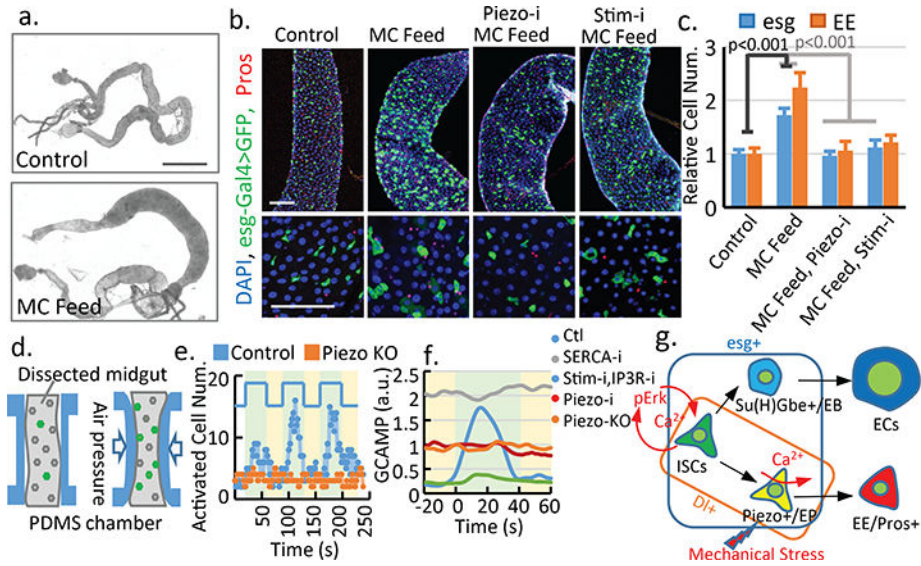 a.
Control
MC Feed
b.
DAPI, esg-Gal4>GFP, Pros
Control
MC Feed
Piezo-i
MC Feed
Stim-i
MC Feed
c.
esg
EE
p<0.001
p<0.001
Relative Cell Num.
3
2
1
0
Control
MC Feed
MC Feed, Piezo-i
MC Feed, Stim-i
d.
Dissected midgut
Air pressure
PDMS chamber
e.
Control
Piezo KO
Activated Cell Num.
20
15
10
5
0
50
100
150
200
240
Time (s)
f.
Ctl
SERCA-i
Stim-i,IP3R-i
Piezo-i
Piezo-KO
GCAMP (a.u.)
2.5
2
1.5
1
0.5
0
-20
0
20
40
60
Time (s)
g.
esg+
pErk
Ca2+
Su(H)Gbe+/EB
ECs
ISCs
Ca2+
Dl+
Piezo+/EP
EE/Pros+
Mechanical Stress